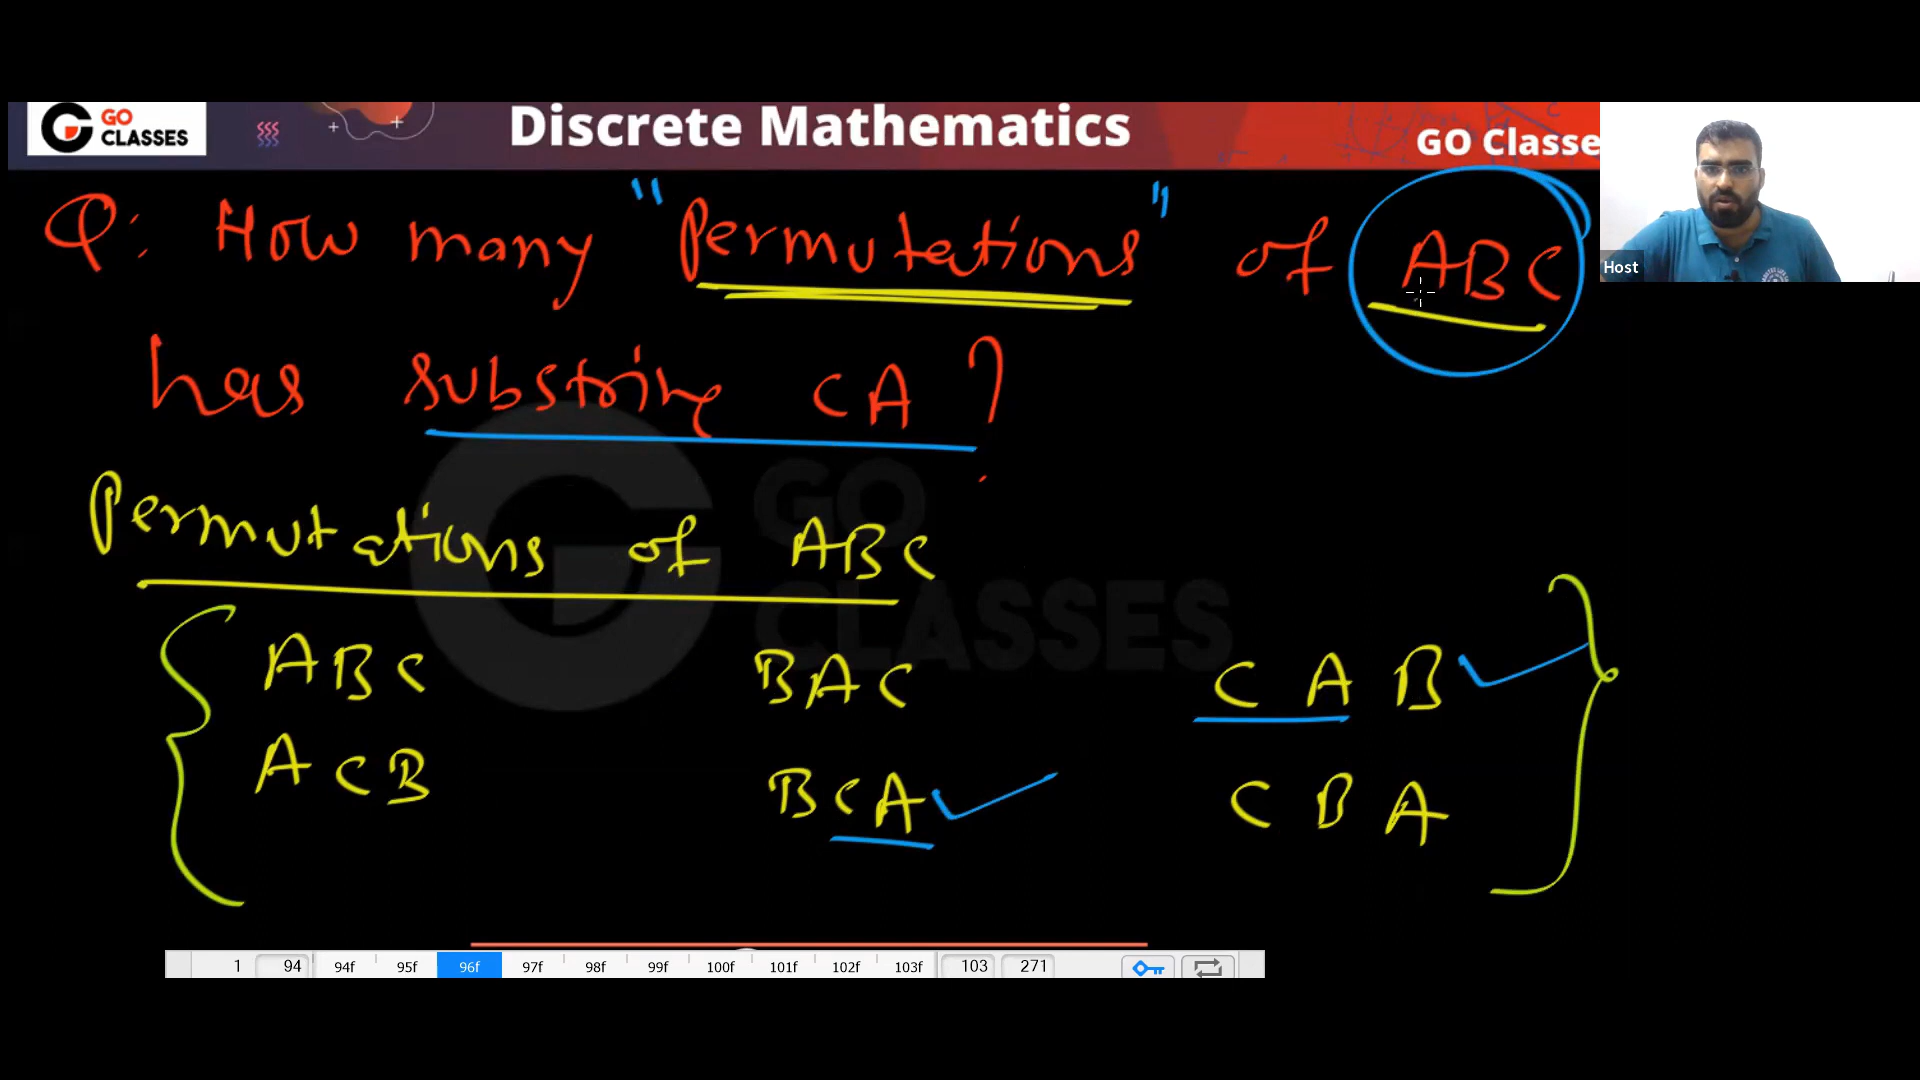 GO
CLASSES
Discrete Mathematics
GO Classe
Host
Q: How many "Permutations" of ABC
has substring CA?
Permutations of ABC
ABC BAC CAB
ACB BCA CBA
GO
CLASSES
1 94 94f 95f 96f 97f 98f 99f 100f 101f 102f 103f 103 271